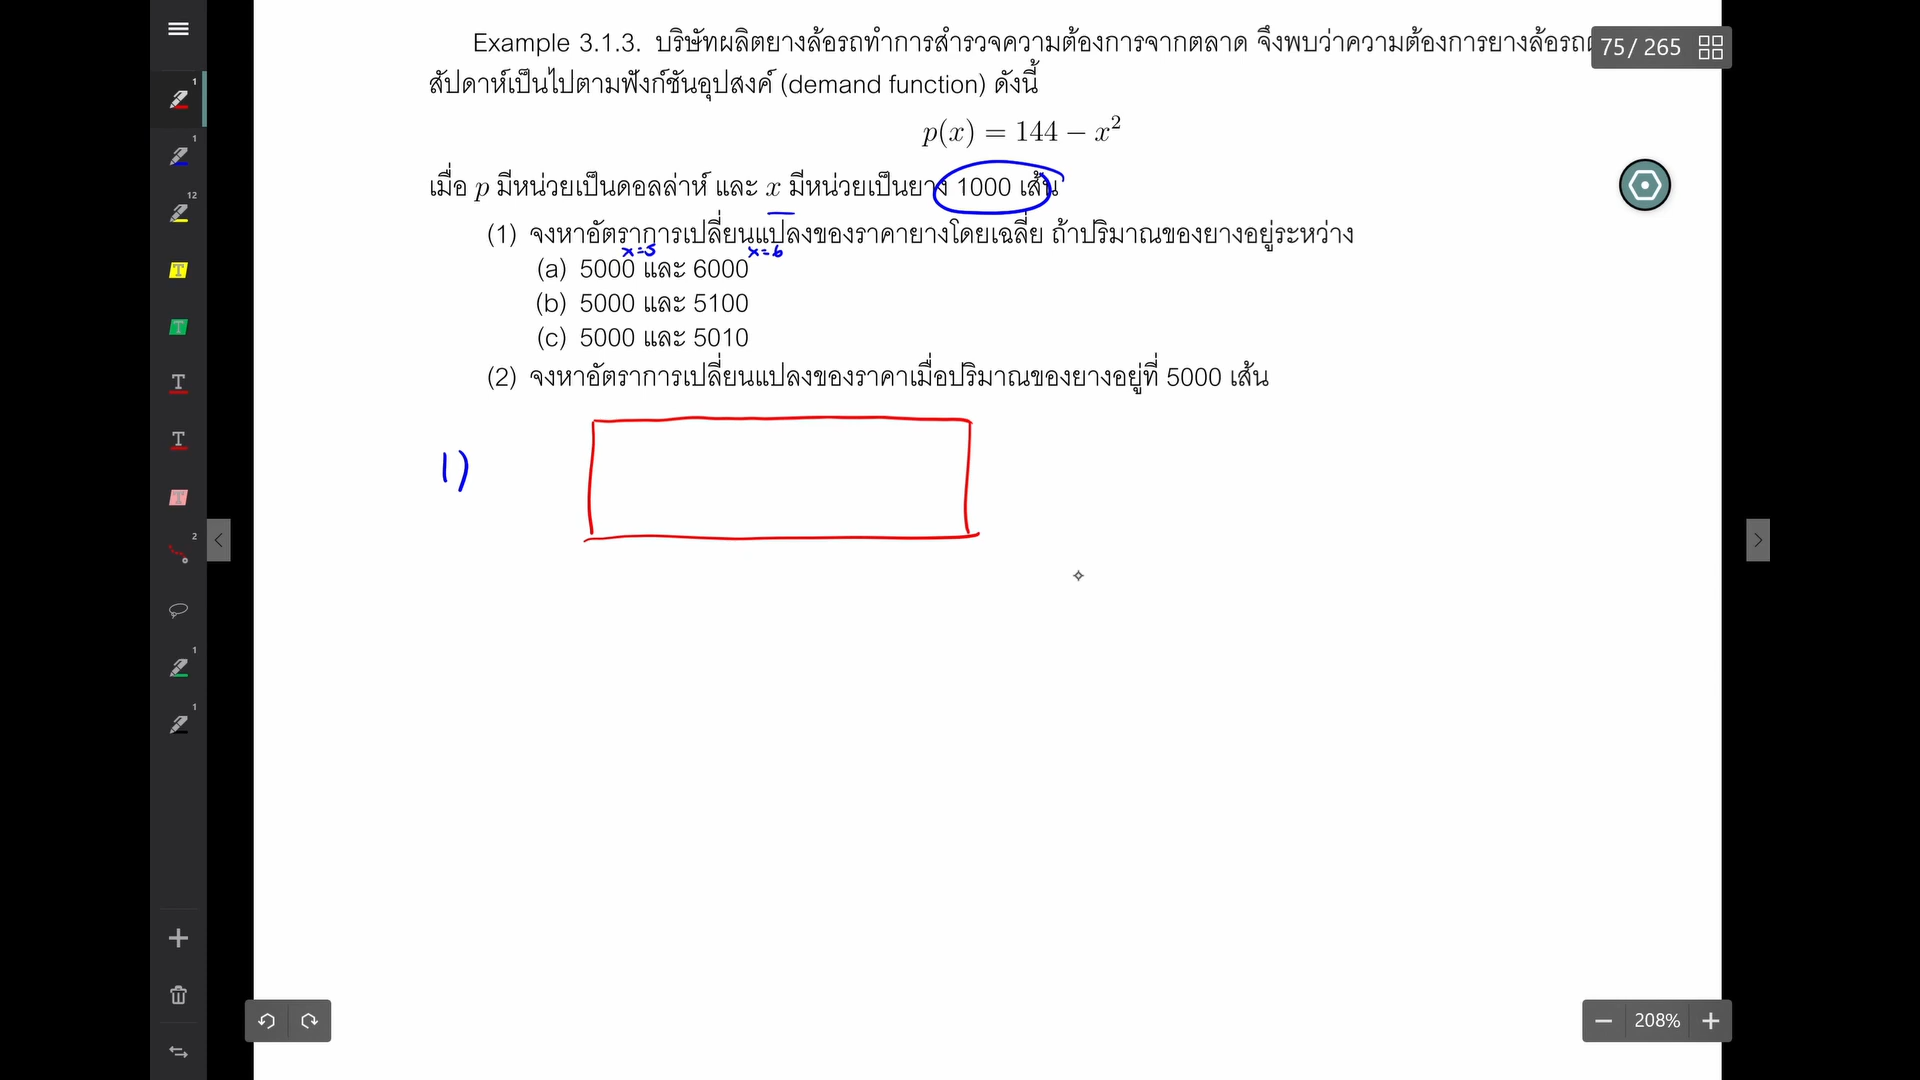 Example 3.1.3. บริษัทผลิตยางล้อรถทำการสำรวจความต้องการจากตลาด จึงพบว่าความต้องการยางล้อรถ
75/ 265
สัปดาห์เป็นไปตามฟังก์ชันอุปสงค์ (demand function) ดังนี้
p(x) = 144 − x²
เมื่อ p มีหน่วยเป็นดอลล่าห์ และ x มีหน่วยเป็นยาง 1000 เส้น
(1) จงหาอัตราการเปลี่ยนแปลงของราคายางโดยเฉลี่ย ถ้าปริมาณของยางอยู่ระหว่าง
x=5 x=6
(a) 5000 และ 6000
(b) 5000 และ 5100
(c) 5000 และ 5010
(2) จงหาอัตราการเปลี่ยนแปลงของราคาเมื่อปริมาณของยางอยู่ที่ 5000 เส้น
1)
1
1
12
T
T
T
T
T
2
1
1
208%